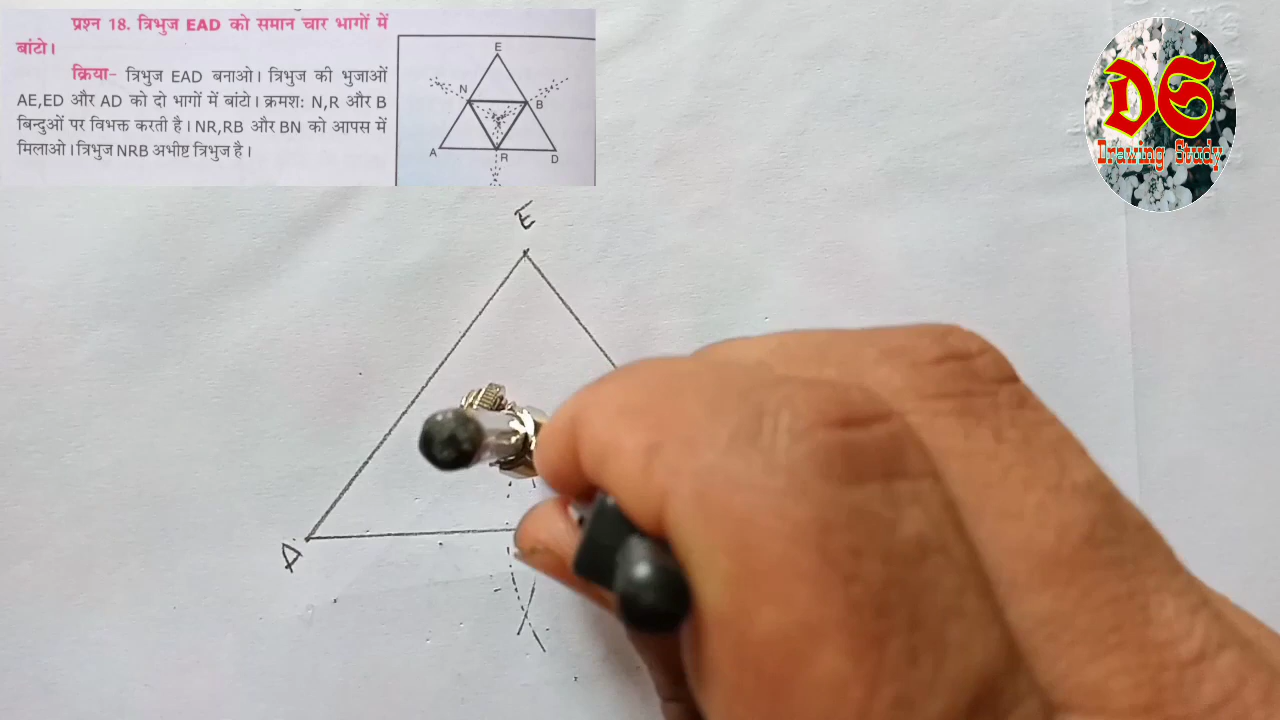 प्रश्न 18. त्रिभुज EAD को समान चार भागों में
बांटो।
क्रिया- त्रिभुज EAD बनाओ। त्रिभुज की भुजाओं
AE,ED और AD को दो भागों में बांटो। क्रमश: N,R और B
बिन्दुओं पर विभक्त करती है। NR,RB और BN को आपस में
मिलाओ।त्रिभुज NRB अभीष्ट त्रिभुज है।
E
N
B
A
R
D
DS
Drawing Study
E
A